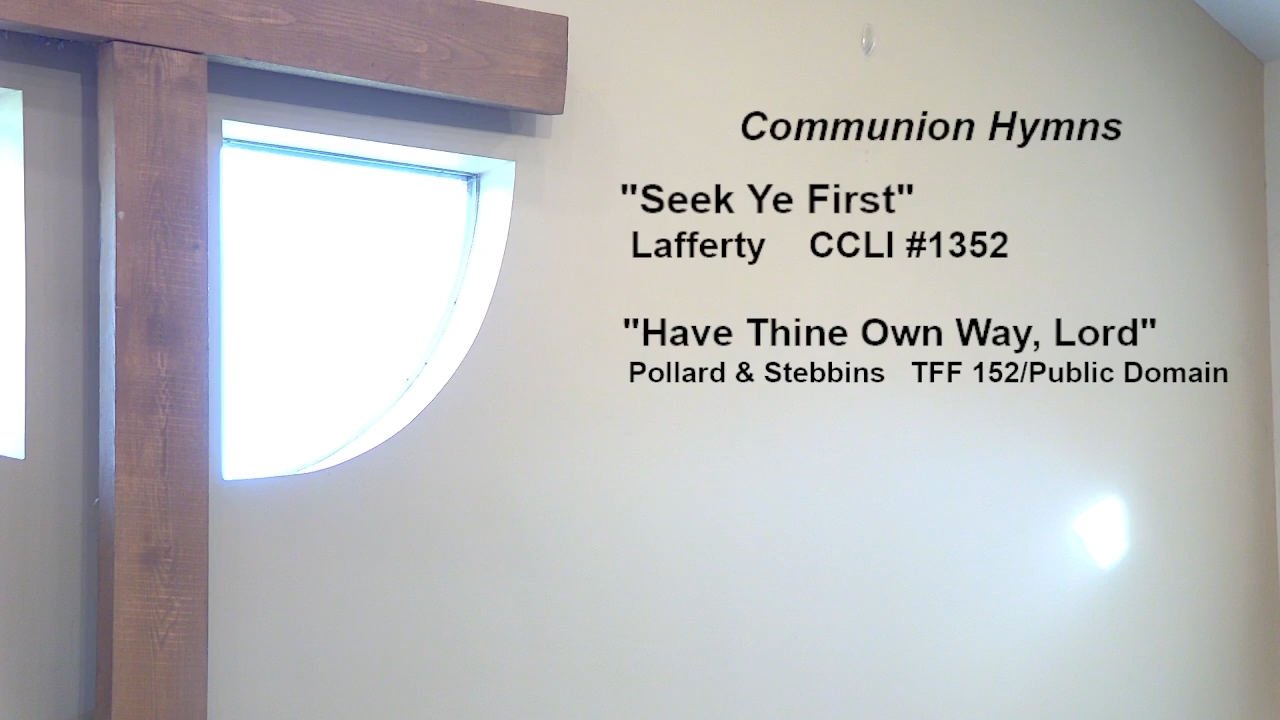 Communion Hymns
"Seek Ye First"
Lafferty CCLI #1352
"Have Thine Own Way, Lord"
Pollard & Stebbins TFF 152/Public Domain